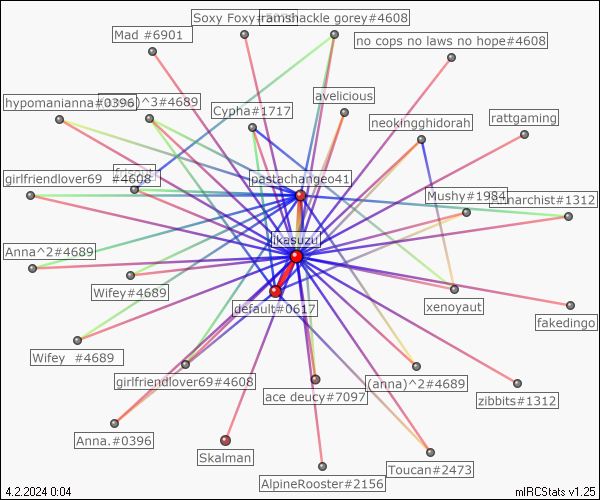 Soxy Foxy
ramshackle gorey#4608
Mad #6901
no cops no laws no hope#4608
hypomanianna#0396
)^3#4689
avelicious
Cypha#1717
neokingghidorah
rattgaming
girlfriendlover69 #4608
pastachangeo41
Mushy#1984
narchist#1312
ikasuzu
Anna^2#4689
Wifey#4689
default#0617
xenoyaut
fakedingo
Wifey #4689
girlfriendlover69#4608
ace deucy#7097
(anna)^2#4689
zibbits#1312
Anna.#0396
Skalman
AlpineRooster#2156
Toucan#2473
4.2.2024 0:04
mIRCStats v1.25